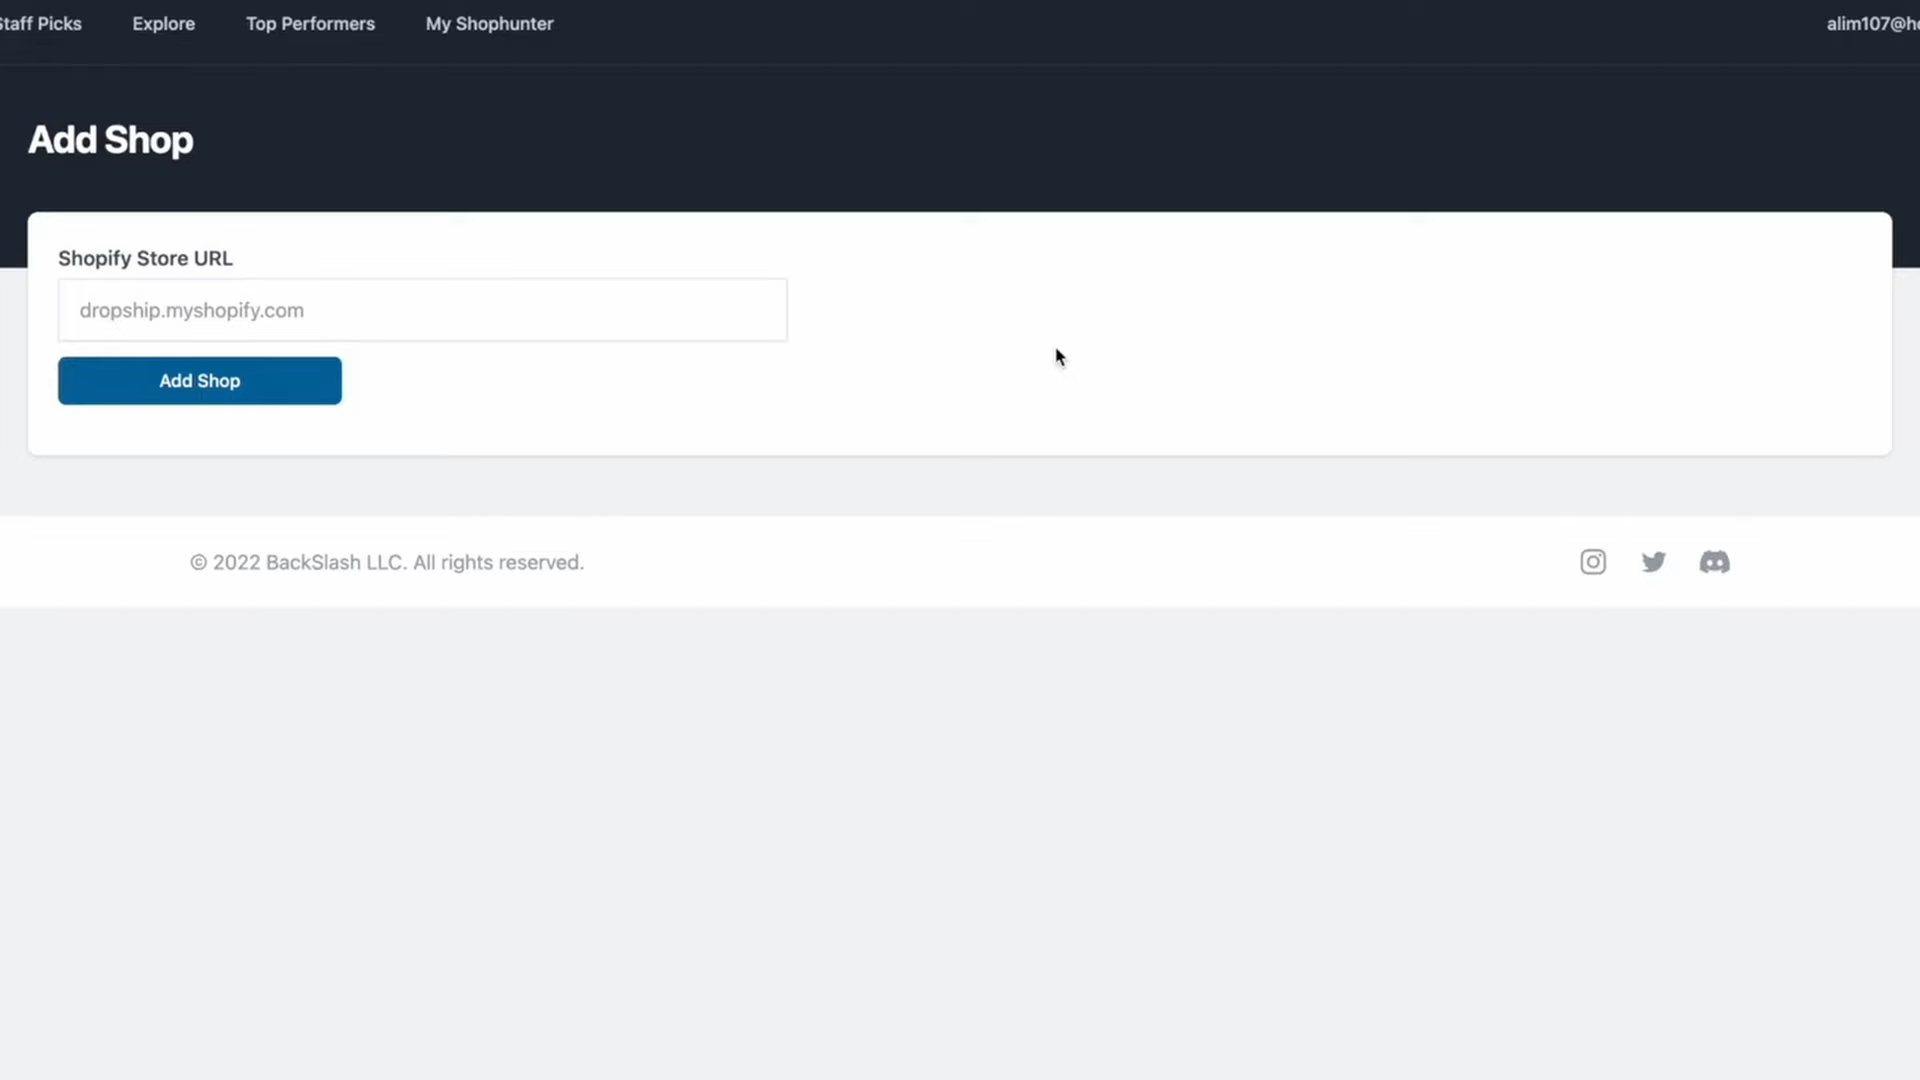 Staff Picks Explore Top Performers My Shophunter alim107@h
Add Shop
Shopify Store URL
dropship.myshopify.com
Add Shop
© 2022 BackSlash LLC. All rights reserved.